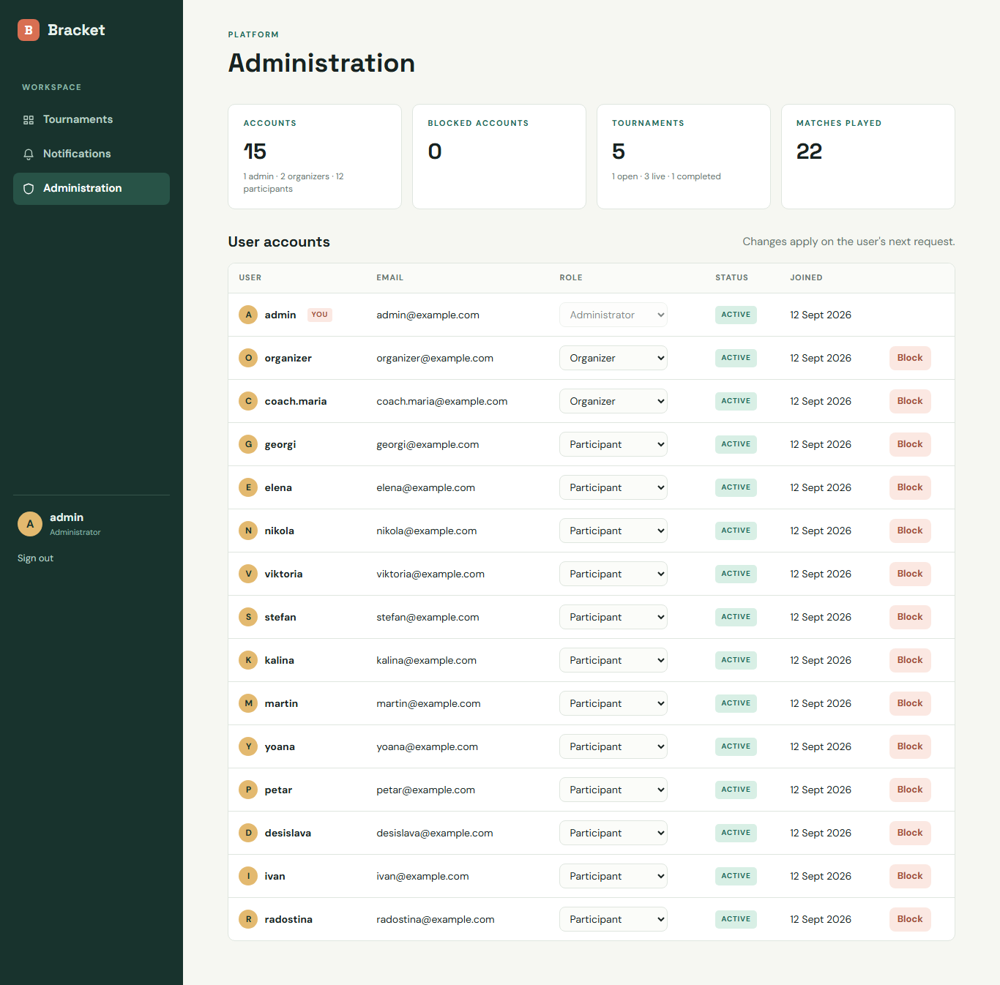 B Bracket
WORKSPACE
Tournaments
Notifications
Administration
A admin
Administrator
Sign out
PLATFORM
Administration
ACCOUNTS
15
1 admin · 2 organizers · 12
participants
BLOCKED ACCOUNTS
0
TOURNAMENTS
5
1 open · 3 live · 1 completed
MATCHES PLAYED
22
User accounts
Changes apply on the user's next request.
USER EMAIL ROLE STATUS JOINED
A admin YOU admin@example.com Administrator ACTIVE 12 Sept 2026
O organizer organizer@example.com Organizer ACTIVE 12 Sept 2026 Block
C coach.maria coach.maria@example.com Organizer ACTIVE 12 Sept 2026 Block
G georgi georgi@example.com Participant ACTIVE 12 Sept 2026 Block
E elena elena@example.com Participant ACTIVE 12 Sept 2026 Block
N nikola nikola@example.com Participant ACTIVE 12 Sept 2026 Block
V viktoria viktoria@example.com Participant ACTIVE 12 Sept 2026 Block
S stefan stefan@example.com Participant ACTIVE 12 Sept 2026 Block
K kalina kalina@example.com Participant ACTIVE 12 Sept 2026 Block
M martin martin@example.com Participant ACTIVE 12 Sept 2026 Block
Y yoana yoana@example.com Participant ACTIVE 12 Sept 2026 Block
P petar petar@example.com Participant ACTIVE 12 Sept 2026 Block
D desislava desislava@example.com Participant ACTIVE 12 Sept 2026 Block
I ivan ivan@example.com Participant ACTIVE 12 Sept 2026 Block
R radostina radostina@example.com Participant ACTIVE 12 Sept 2026 Block